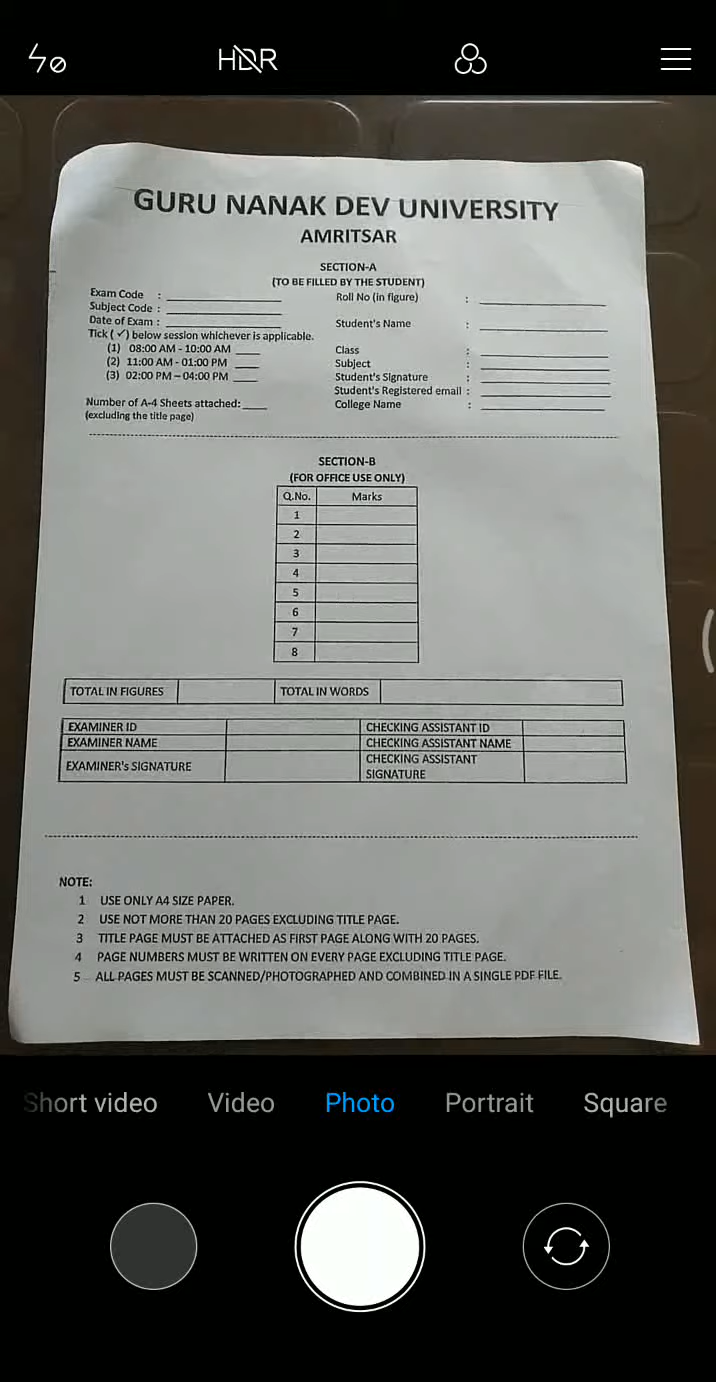 HDR
GURU NANAK DEV UNIVERSITY
AMRITSAR
SECTION-A
(TO BE FILLED BY THE STUDENT)
Exam Code :
Subject Code :
Date of Exam :
Tick ( ✓) below session whichever is applicable.
(1) 08:00 AM - 10:00 AM
(2) 11:00 AM - 01:00 PM
(3) 02:00 PM – 04:00 PM
Number of A-4 Sheets attached:
(excluding the title page)
Roll No (in figure) :
Student's Name :
Class :
Subject :
Student's Signature :
Student's Registered email :
College Name :
SECTION-B
(FOR OFFICE USE ONLY)
Q.No. Marks
1
2
3
4
5
6
7
8
TOTAL IN FIGURES TOTAL IN WORDS
EXAMINER ID CHECKING ASSISTANT ID
EXAMINER NAME CHECKING ASSISTANT NAME
EXAMINER's SIGNATURE CHECKING ASSISTANT
SIGNATURE
NOTE:
1 USE ONLY A4 SIZE PAPER.
2 USE NOT MORE THAN 20 PAGES EXCLUDING TITLE PAGE.
3 TITLE PAGE MUST BE ATTACHED AS FIRST PAGE ALONG WITH 20 PAGES.
4 PAGE NUMBERS MUST BE WRITTEN ON EVERY PAGE EXCLUDING TITLE PAGE.
5 ALL PAGES MUST BE SCANNED/PHOTOGRAPHED AND COMBINED IN A SINGLE PDF FILE.
Short video Video Photo Portrait Square